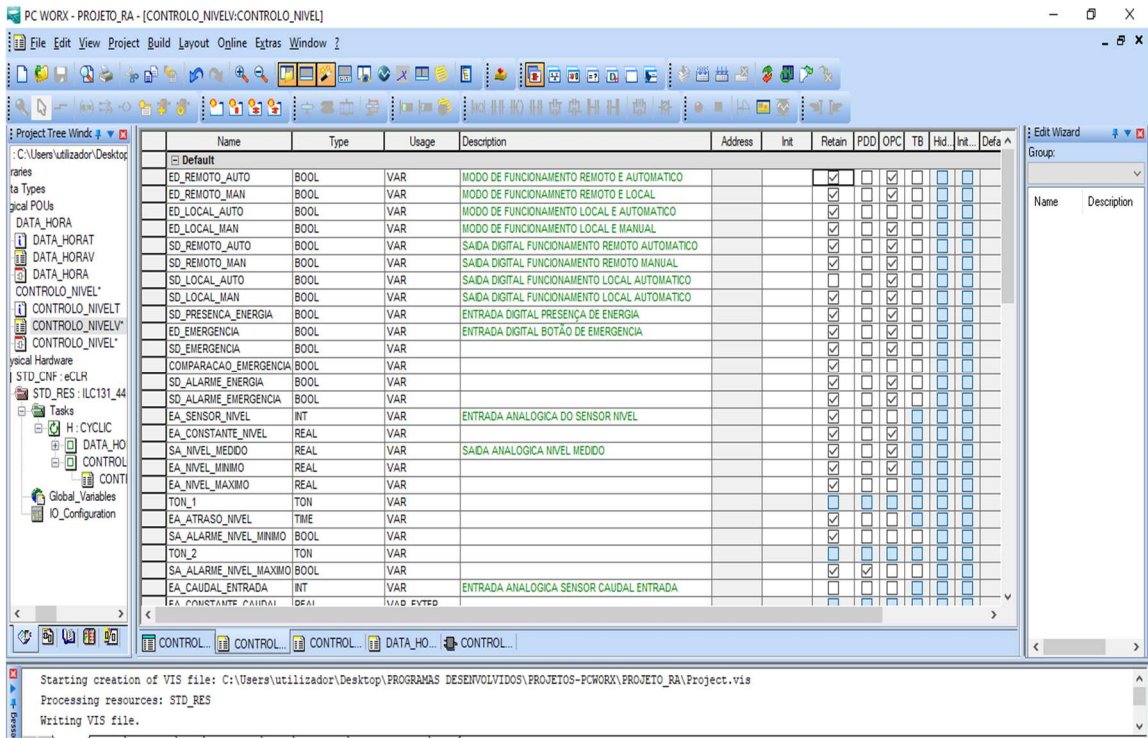 PC WORX - PROJETO_RA - [CONTROLO_NIVELV:CONTROLO_NIVEL]
File Edit View Project Build Layout Online Extras Window ?
Project Tree Windc
: C:\Users\utilizador\Desktop
raries
ta Types
gical POUs
DATA_HORA
DATA_HORAT
DATA_HORAV
DATA_HORA
CONTROLO_NIVEL*
CONTROLO_NIVELT
CONTROLO_NIVELV*
CONTROLO_NIVEL*
ysical Hardware
STD_CNF : eCLR
STD_RES : ILC131_44
Tasks
H : CYCLIC
DATA_HO
CONTROL
CONTI
Global_Variables
IO_Configuration
Name Type Usage Description Address Init Retain PDD OPC TB Hid... Init... Defa
Default
ED_REMOTO_AUTO BOOL VAR MODO DE FUNCIONAMENTO REMOTO E AUTOMATICO
ED_REMOTO_MAN BOOL VAR MODO DE FUNCIONAMNETO REMOTO E LOCAL
ED_LOCAL_AUTO BOOL VAR MODO DE FUNCIONAMENTO LOCAL E AUTOMATICO
ED_LOCAL_MAN BOOL VAR MODO DE FUNCIONAMENTO LOCAL E MANUAL
SD_REMOTO_AUTO BOOL VAR SAIDA DIGITAL FUNCIONAMENTO REMOTO AUTOMATICO
SD_REMOTO_MAN BOOL VAR SAIDA DIGITAL FUNCIONAMENTO REMOTO MANUAL
SD_LOCAL_AUTO BOOL VAR SAIDA DIGITAL FUNCIONAMENTO LOCAL AUTOMATICO
SD_LOCAL_MAN BOOL VAR SAIDA DIGITAL FUNCIONAMENTO LOCAL AUTOMATICO
SD_PRESENCA_ENERGIA BOOL VAR ENTRADA DIGITAL PRESENÇA DE ENERGIA
ED_EMERGENCIA BOOL VAR ENTRADA DIGITAL BOTÃO DE EMERGENCIA
SD_EMERGENCIA BOOL VAR
COMPARACAO_EMERGENCIA BOOL VAR
SD_ALARME_ENERGIA BOOL VAR
SD_ALARME_EMERGENCIA BOOL VAR
EA_SENSOR_NIVEL INT VAR ENTRADA ANALOGICA DO SENSOR NIVEL
EA_CONSTANTE_NIVEL REAL VAR
SA_NIVEL_MEDIDO REAL VAR SAIDA ANALOGICA NIVEL MEDIDO
EA_NIVEL_MINIMO REAL VAR
EA_NIVEL_MAXIMO REAL VAR
TON_1 TON VAR
EA_ATRASO_NIVEL TIME VAR
SA_ALARME_NIVEL_MINIMO BOOL VAR
TON_2 TON VAR
SA_ALARME_NIVEL_MAXIMO BOOL VAR
EA_CAUDAL_ENTRADA INT VAR ENTRADA ANALOGICA SENSOR CAUDAL ENTRADA
EA_CONSTANTE_CAUDAL REAL VAR_EXTER
CONTROL... CONTROL... CONTROL... DATA_HO... CONTROL...
Edit Wizard
Group:
Name Description
Starting creation of VIS file: C:\Users\utilizador\Desktop\PROGRAMAS DESENVOLVIDOS\PROJETOS-PCWORX\PROJETO_RA\Project.vis
Processing resources: STD_RES
Writing VIS file.